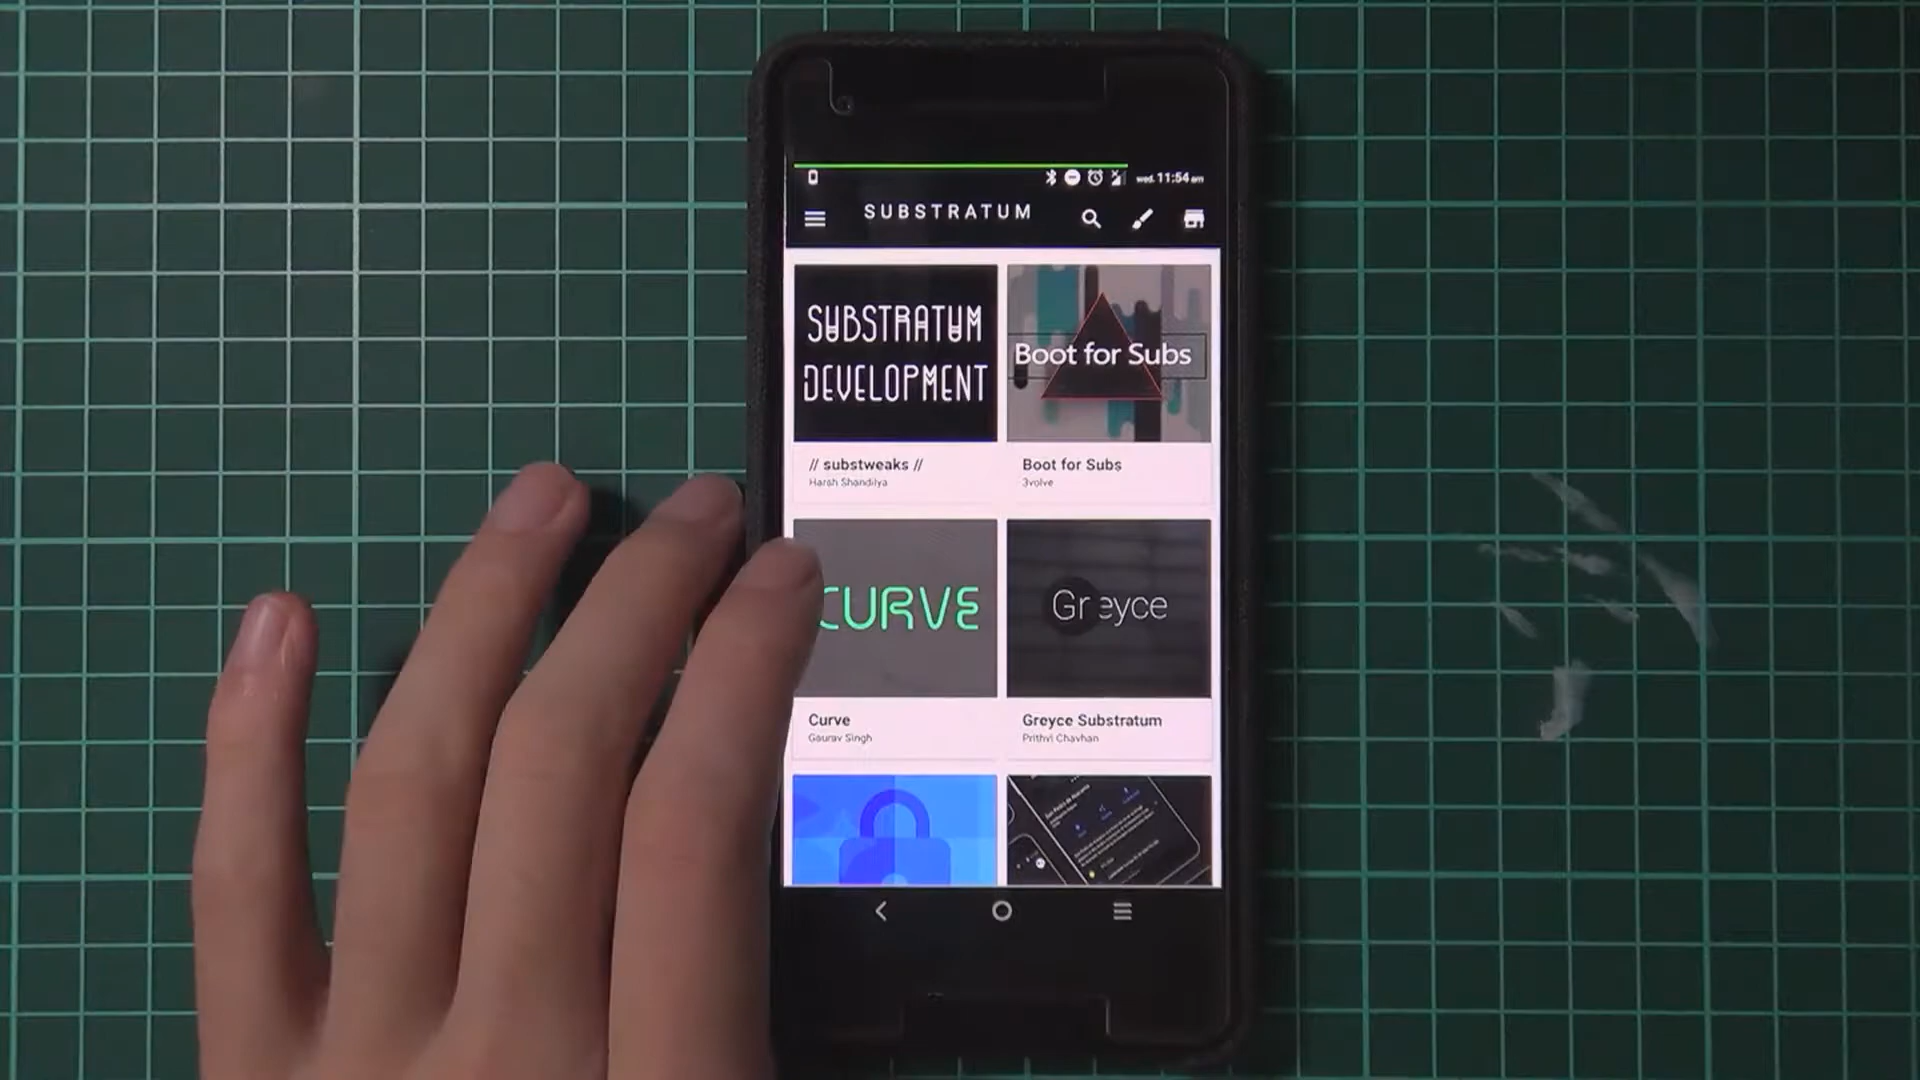 wed. 11:54 am
SUBSTRATUM
SUBSTRATUM
DEVELOPMENT
Boot for Subs
// substweaks //
Harsh Shandilya
Boot for Subs
3volve
CURVE
Greyce
Curve
Gaurav Singh
Greyce Substratum
Prithvi Chavhan